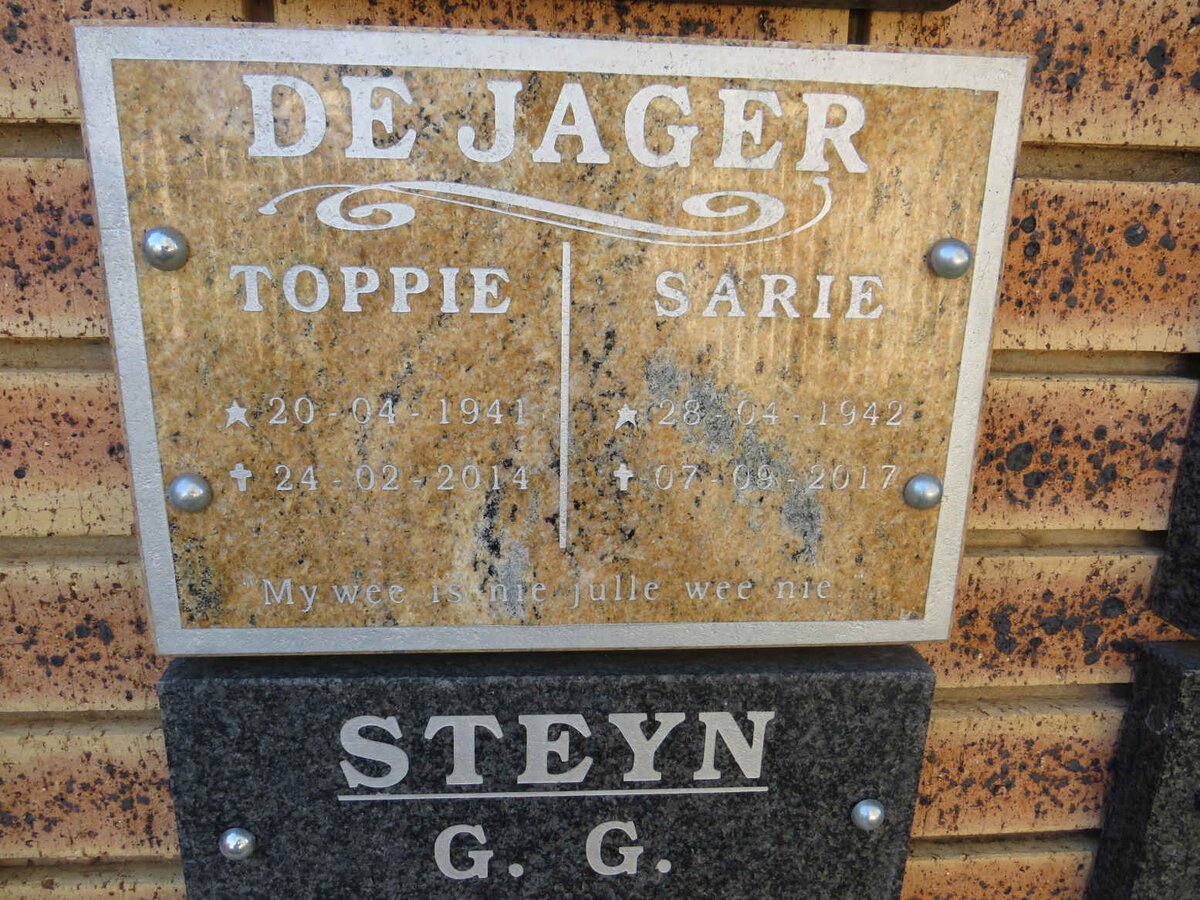 DE JAGER
TOPPIE SARIE
20 - 04 - 1941 28 - 04 - 1942
24 - 02 - 2014 07 - 09 - 2017
"My wee is nie julle wee nie
STEYN
G. G.